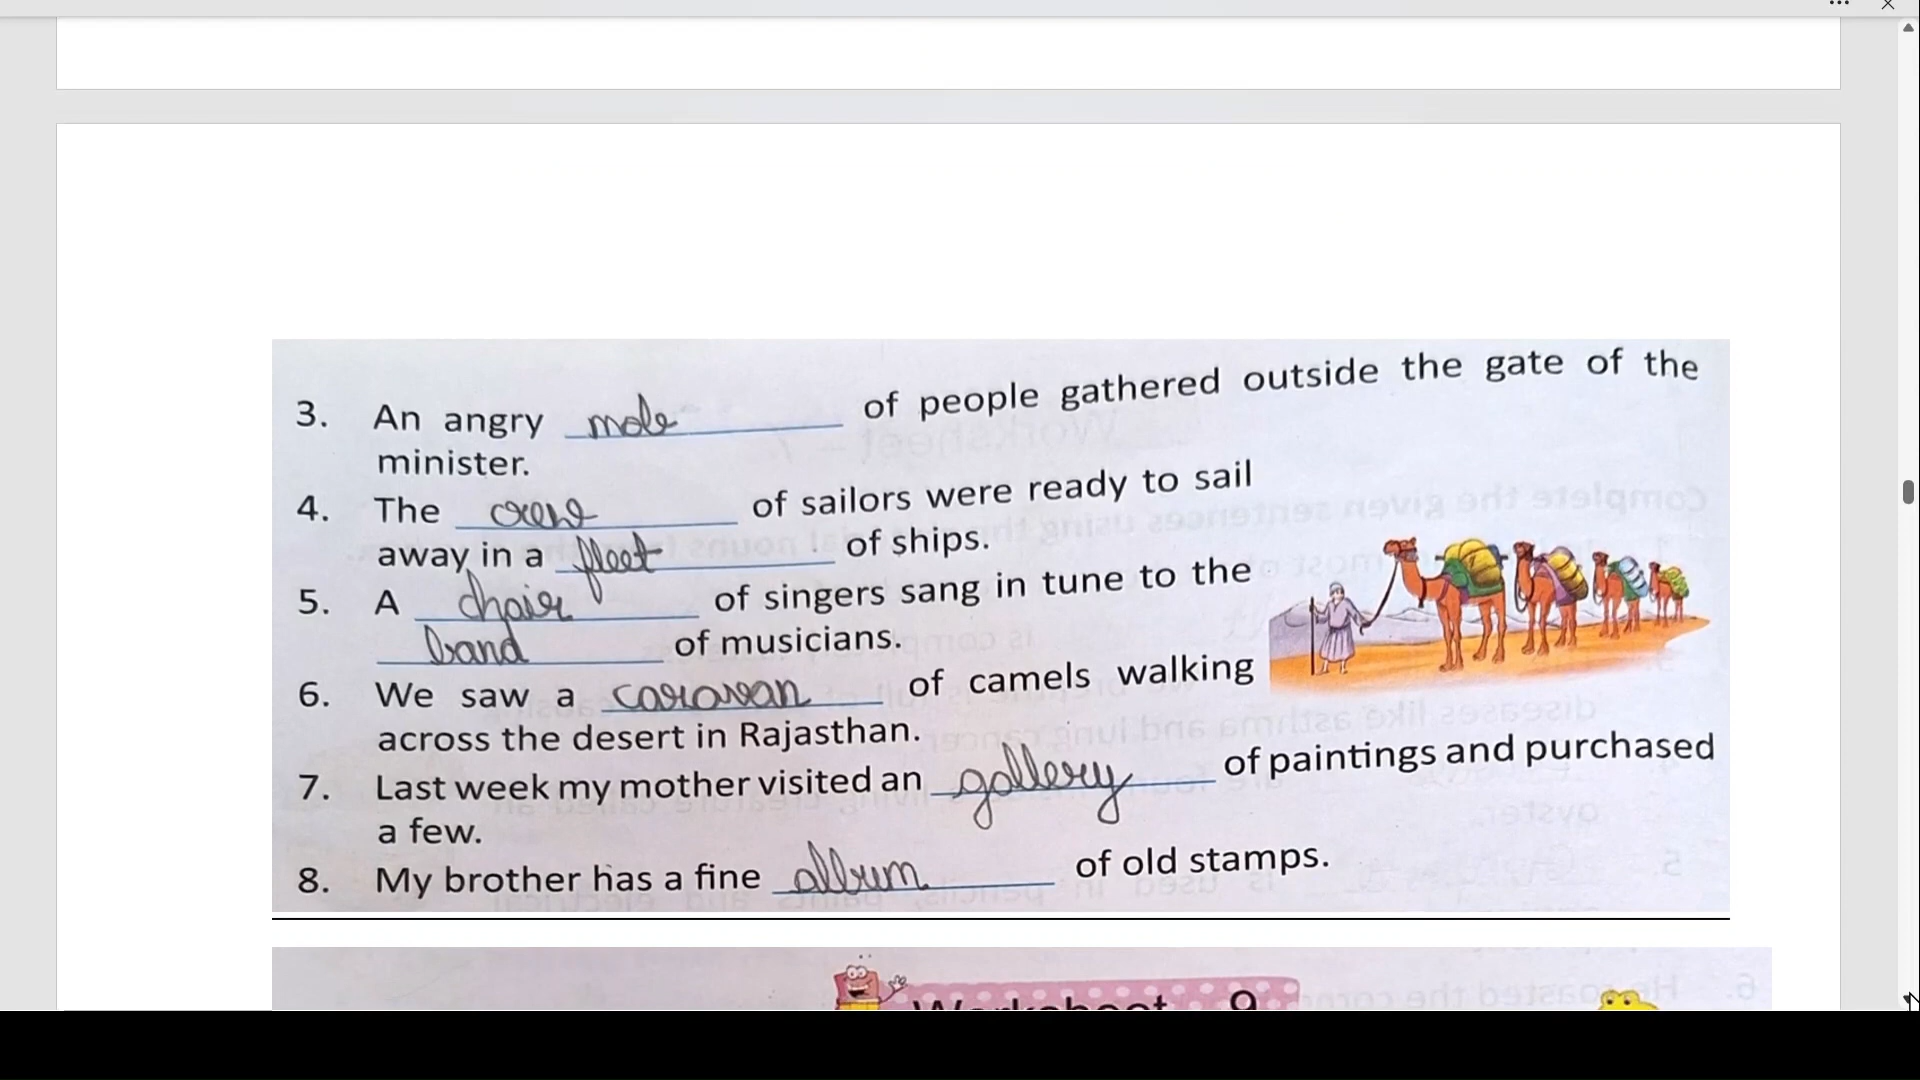 3. An angry mob of people gathered outside the gate of the
minister.
4. The crew of sailors were ready to sail
away in a fleet of ships.
5. A choir of singers sang in tune to the
band of musicians.
6. We saw a caravan of camels walking
across the desert in Rajasthan.
7. Last week my mother visited an gallery of paintings and purchased
a few.
8. My brother has a fine album of old stamps.